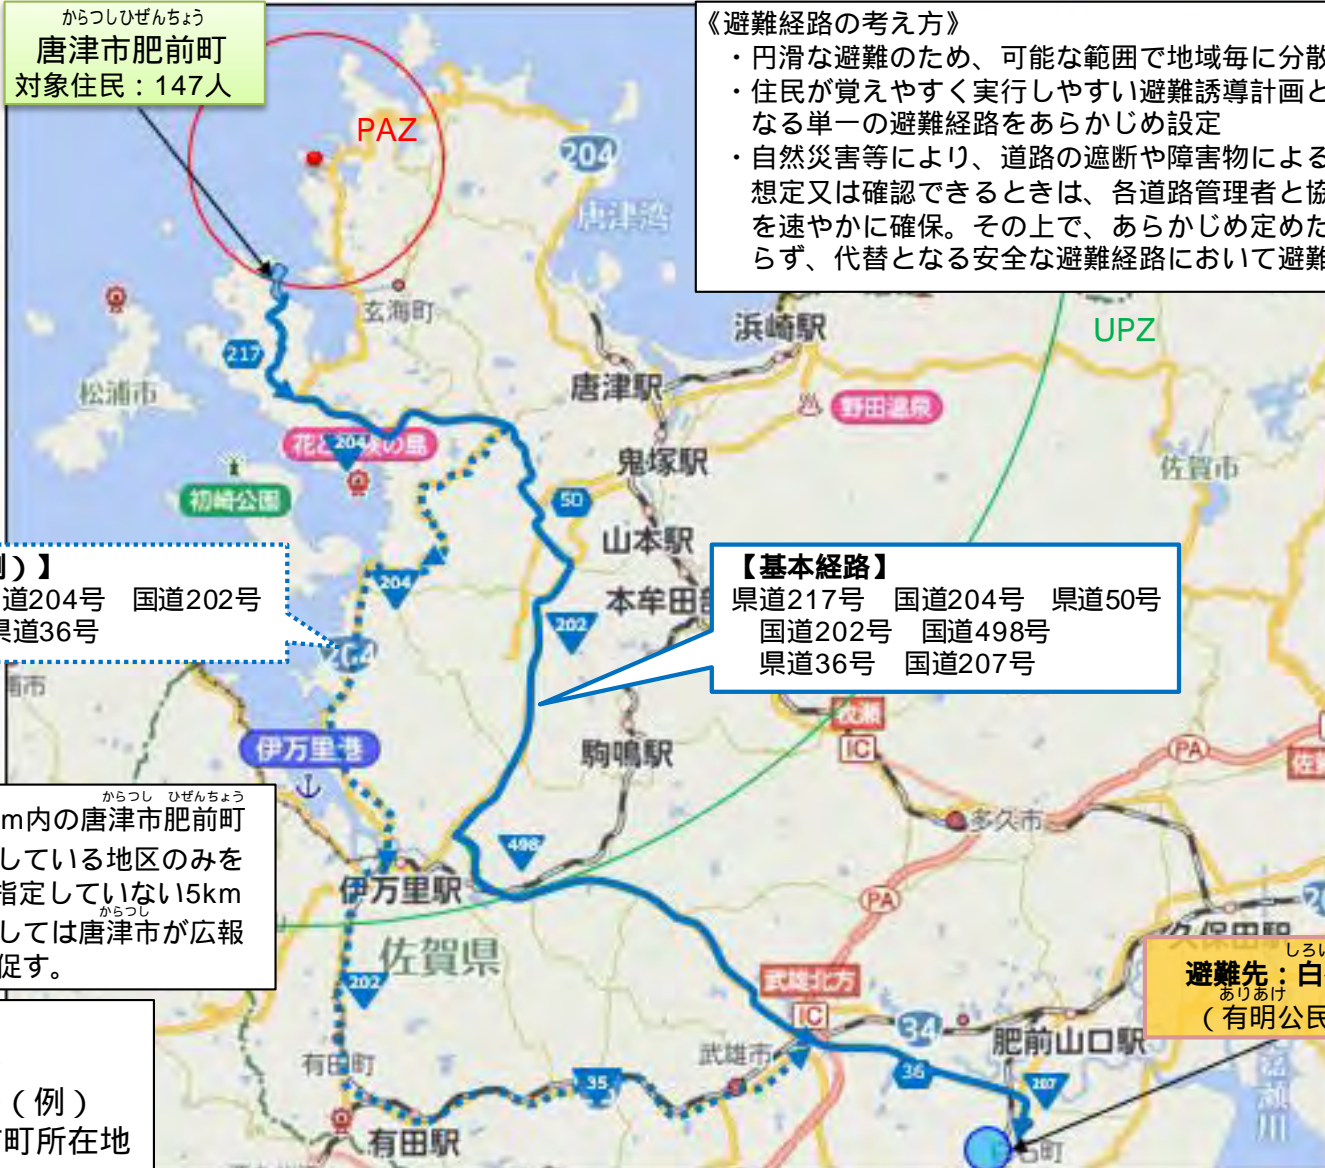 からつしひぜんちょう
唐津市肥前町
対象住民：147人
《避難経路の考え方》
・円滑な避難のため、可能な範囲で地域毎に分散
・住民が覚えやすく実行しやすい避難誘導計画と
なる単一の避難経路をあらかじめ設定
・自然災害等により、道路の遮断や障害物による
想定又は確認できるときは、各道路管理者と協
を速やかに確保。その上で、あらかじめ定めた
らず、代替となる安全な避難経路において避難
PAZ
204
唐津湾
玄海町
浜崎駅
UPZ
217
松浦市
唐津駅
野田温泉
204
花と
の島
鬼塚駅
佐賀市
初崎公園
50
山本駅
）】
道204号　国道202号
県道36号
204
本牟田部
202
【基本経路】
県道217号　国道204号　県道50号
国道202号　国道498号
県道36号　国道207号
204
市
伊万里港
駒鳴駅
牧瀬
IC
PA
佐
からつし　ひぜんちょう
m内の唐津市肥前町
している地区のみを
指定していない5km
からつし
しては唐津市が広報
促す。
498
多久市
伊万里駅
PA
佐賀県
久保田駅
202
武雄北方
IC
しろい
避難先：白
ありあけ
（有明公民
34
肥前山口駅
有田町
武雄市
35
36
207
嘉瀬川
（例）
町所在地
有田駅
石町